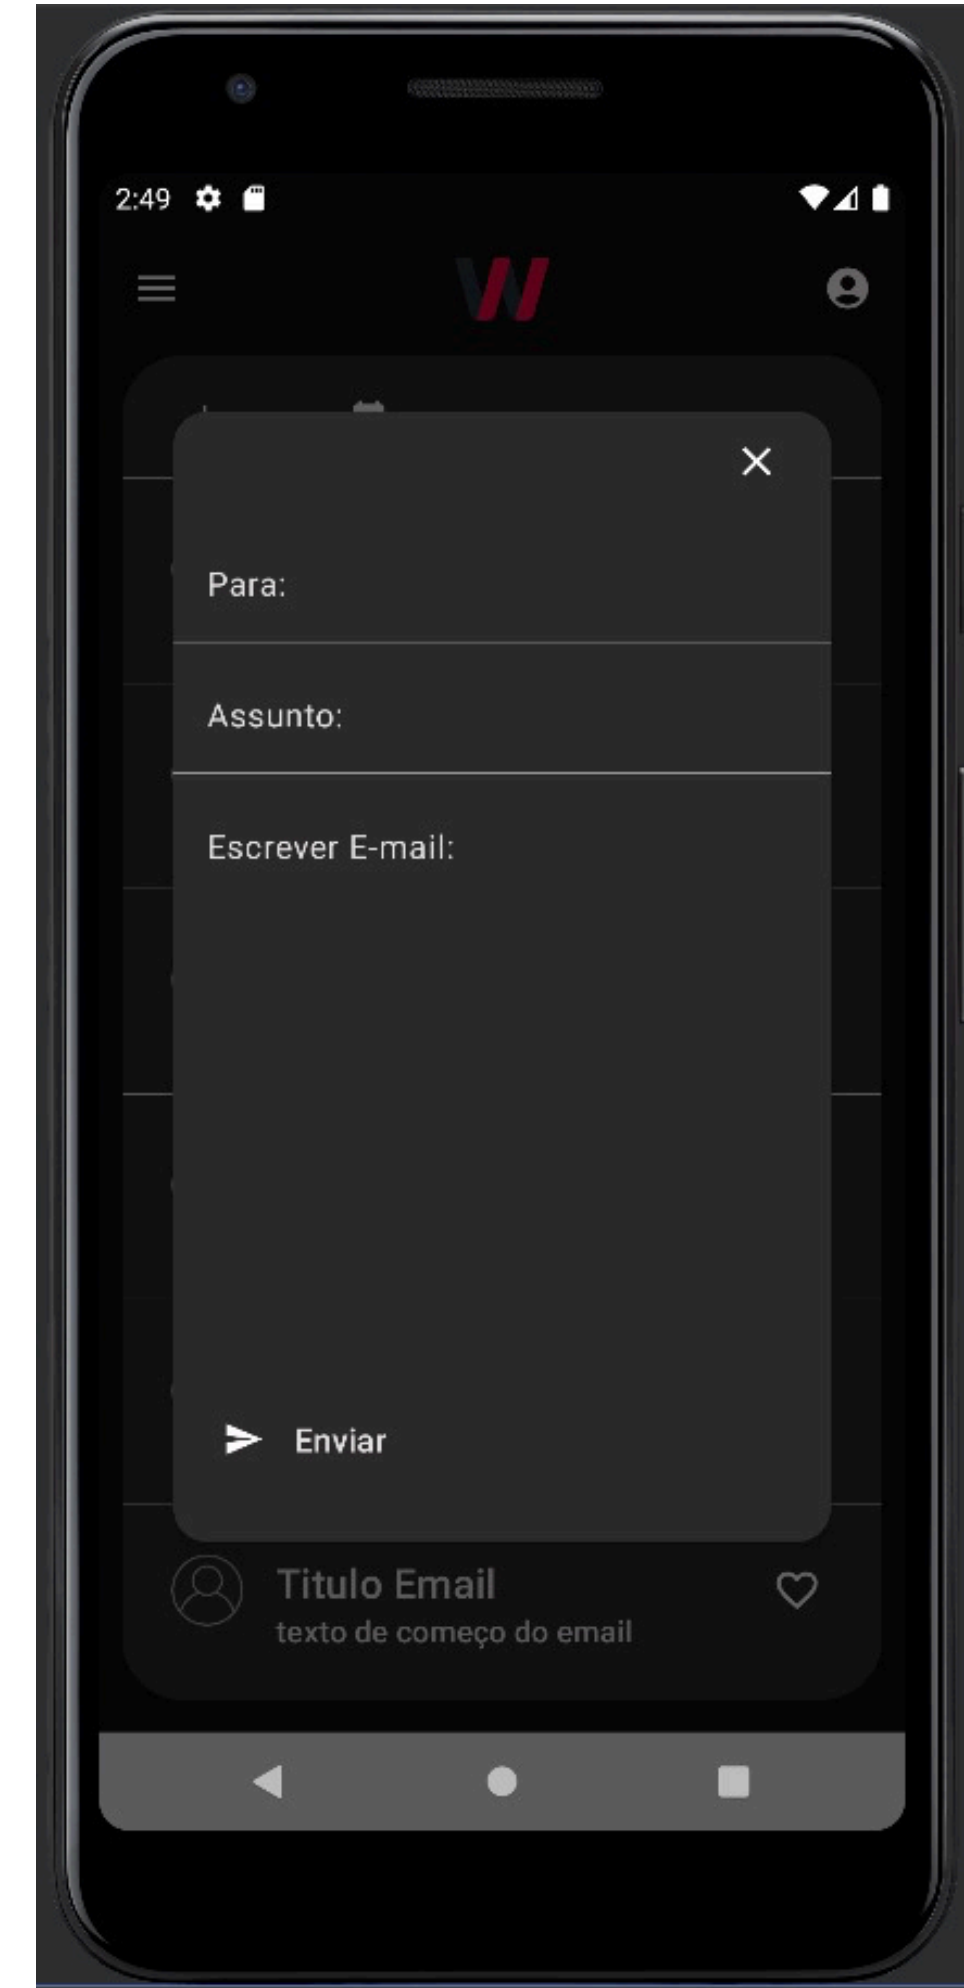 2:49
W
Para:
Assunto:
Escrever E-mail:
Enviar
Titulo Email
texto de começo do email